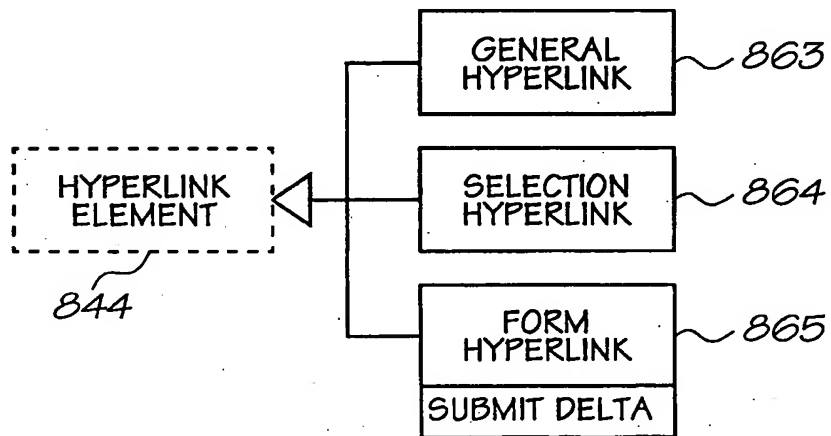 GENERAL
HYPERLINK
863
HYPERLINK
ELEMENT
844
SELECTION
HYPERLINK
864
FORM
HYPERLINK
865
SUBMIT DELTA